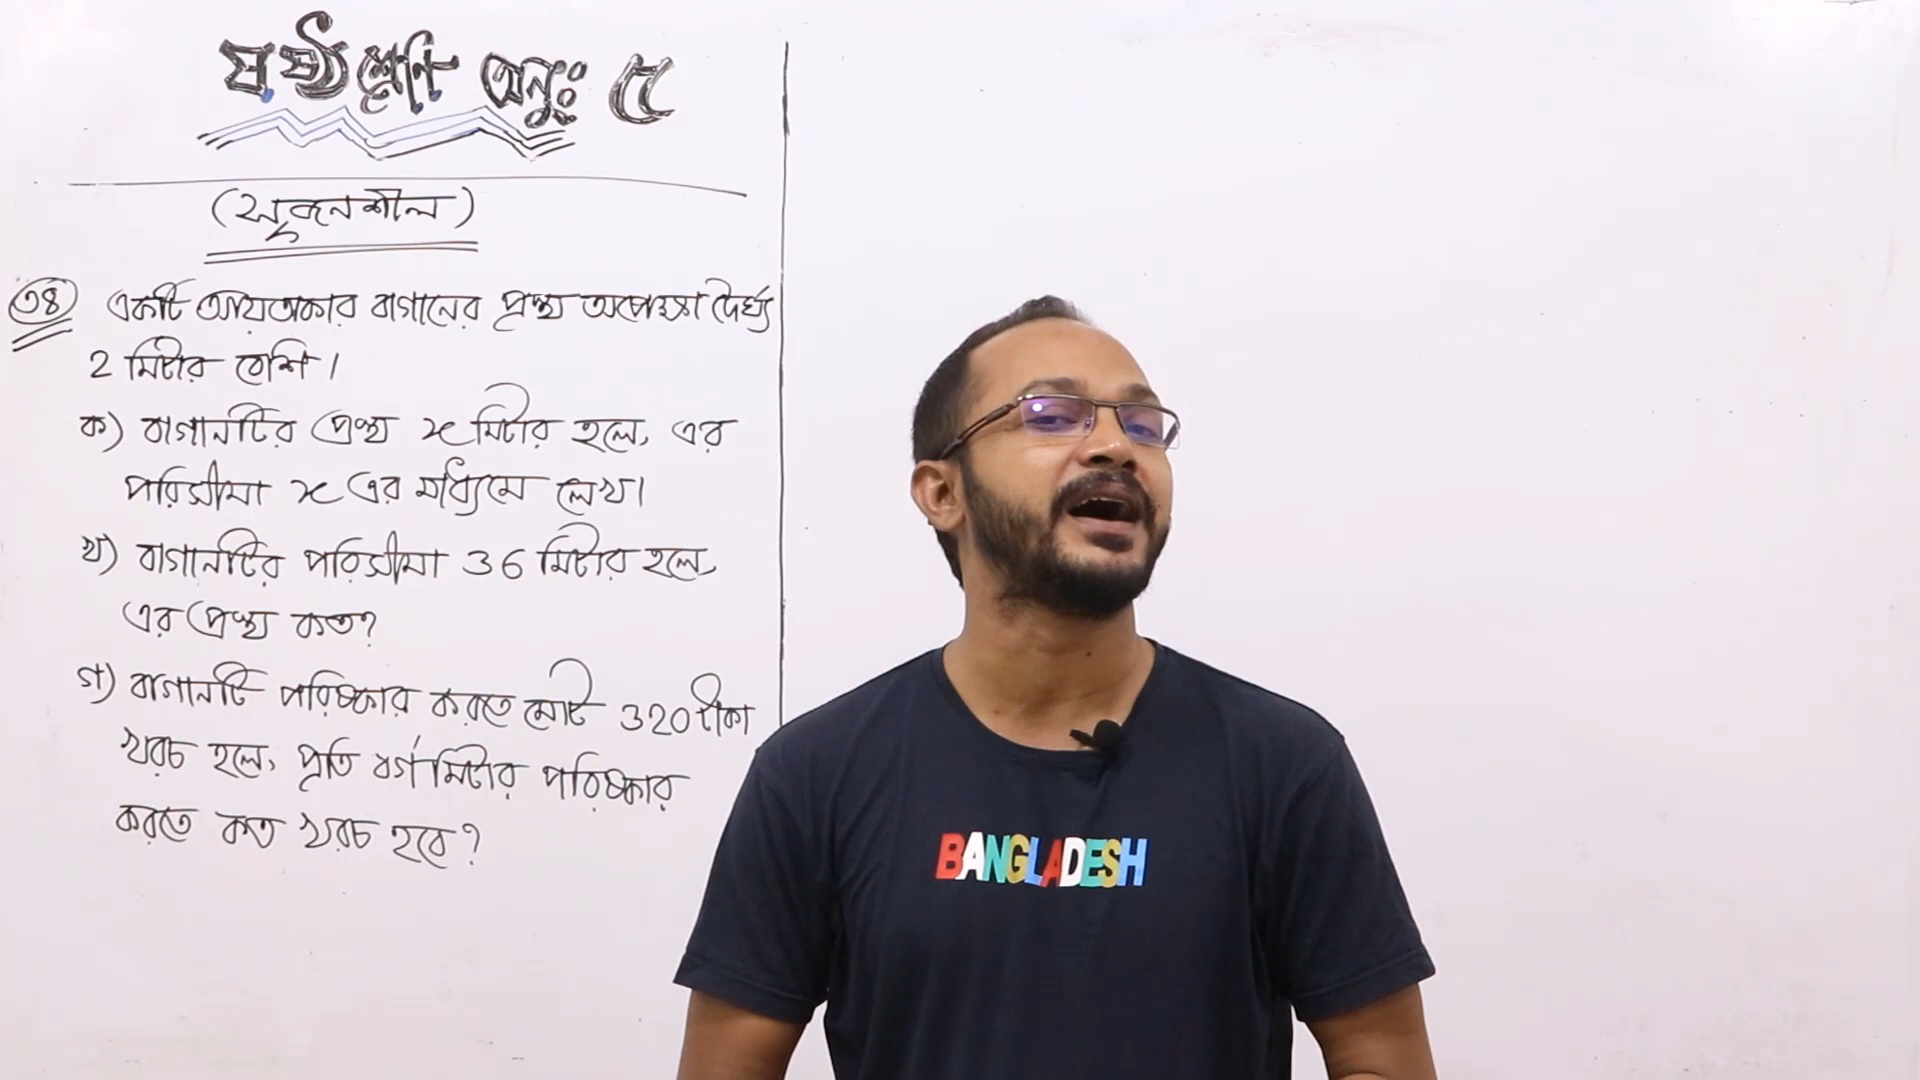 ষষ্ঠ শ্রেণি অনুঃ ৫
(সৃজনশীল)
৩৪ একটি আয়তাকার বাগানের প্রস্থ অপেক্ষা দৈর্ঘ্য
2 মিটার বেশি।
ক) বাগানটির প্রস্থ x মিটার হলে, এর
পরিসীমা x এর মাধ্যমে লেখ।
খ) বাগানটির পরিসীমা 36 মিটার হলে,
এর প্রস্থ কত?
গ) বাগানটি পরিষ্কার করতে মোট 320 টাকা
খরচ হলে, প্রতি বর্গমিটার পরিষ্কার
করতে কত খরচ হবে?
BANGLADESH